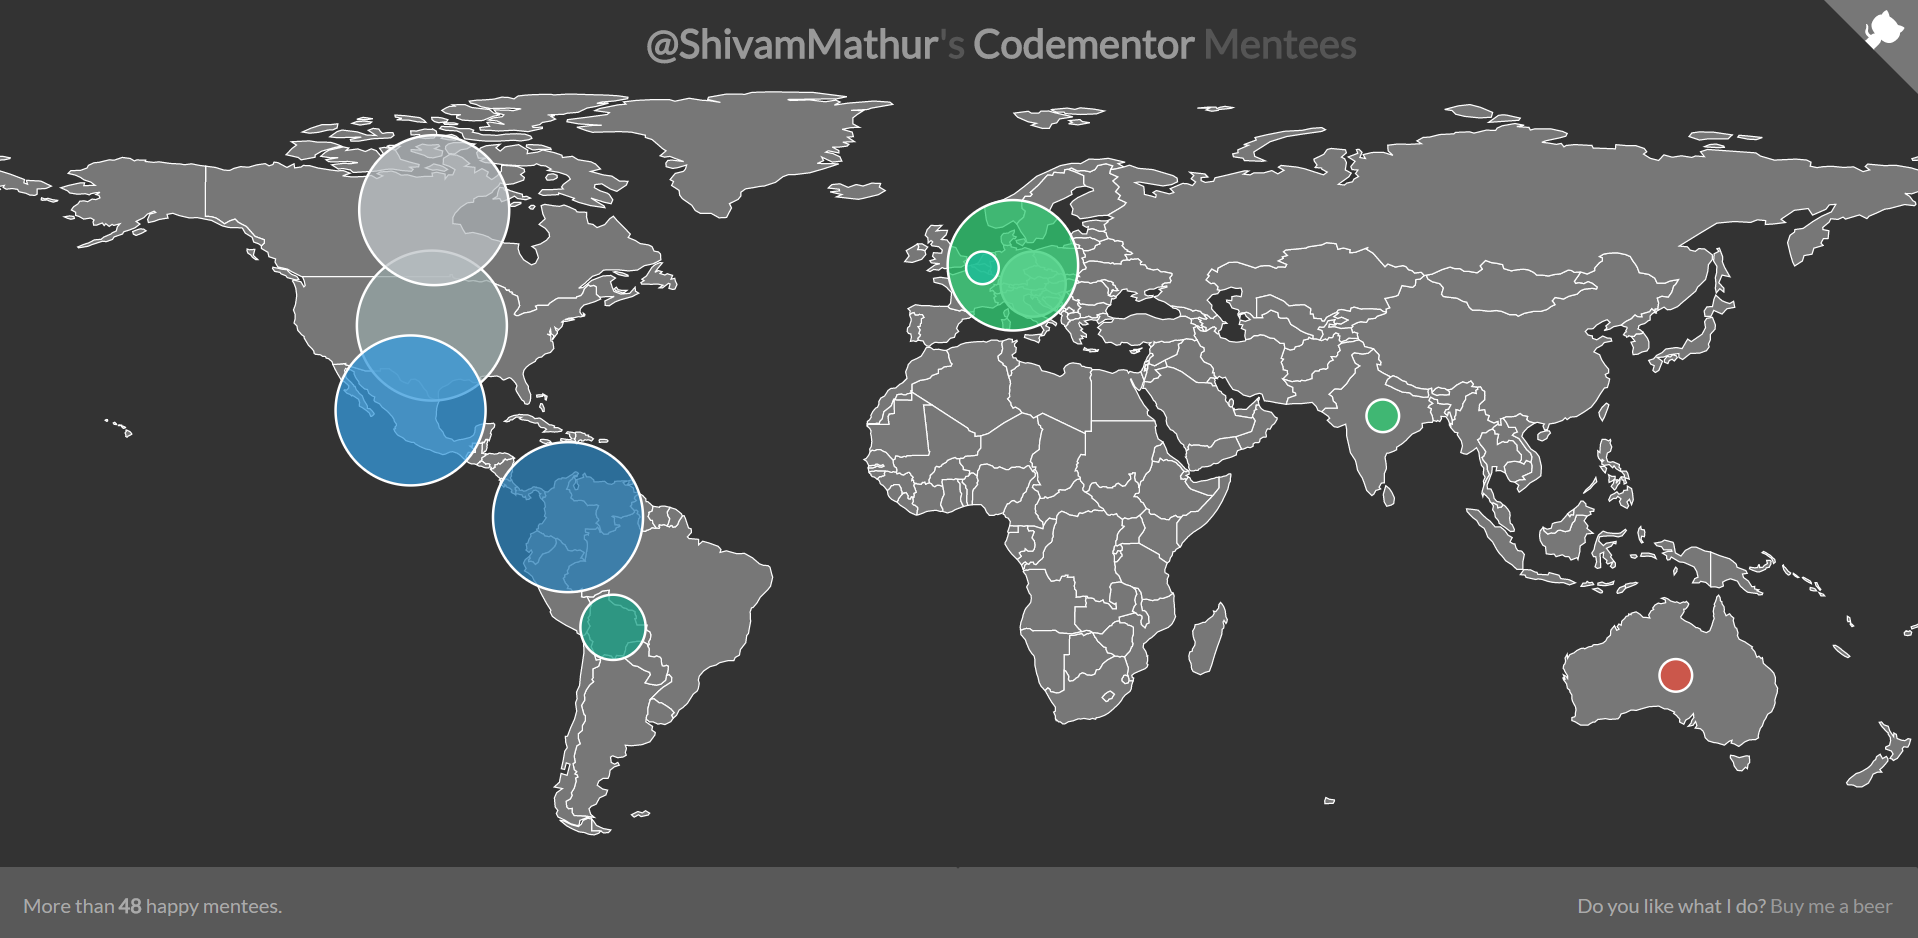 @ShivamMathur's Codementor Mentees
More than 48 happy mentees.
Do you like what I do? Buy me a beer